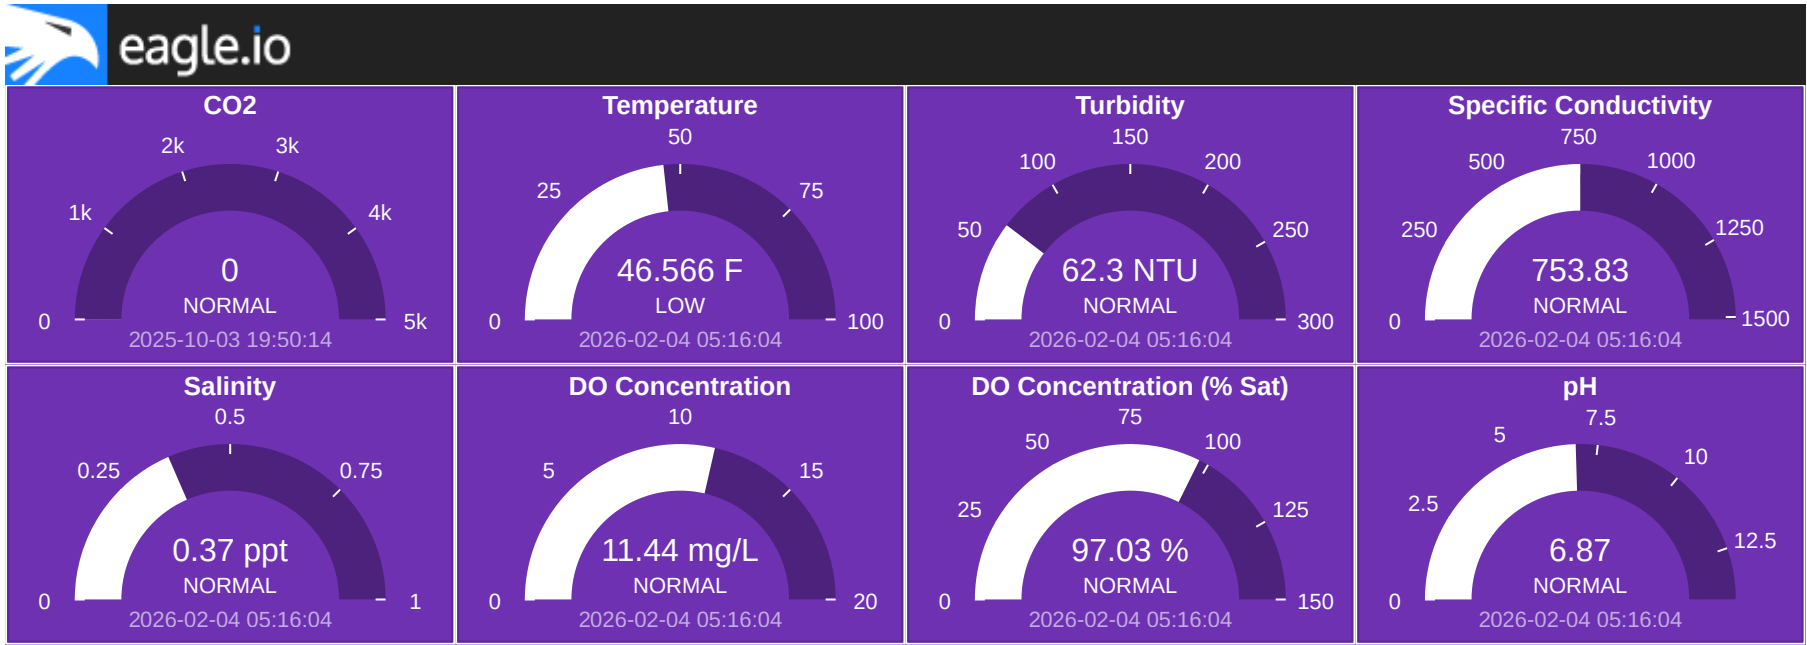 eagle.io
CO2
0
1k
2k
3k
4k
5k
0
NORMAL
2025-10-03 19:50:14
Temperature
0
25
50
75
100
46.566 F
LOW
2026-02-04 05:16:04
Turbidity
0
50
100
150
200
250
300
62.3 NTU
NORMAL
2026-02-04 05:16:04
Specific Conductivity
0
250
500
750
1000
1250
1500
753.83
NORMAL
2026-02-04 05:16:04
Salinity
0
0.25
0.5
0.75
1
0.37 ppt
NORMAL
2026-02-04 05:16:04
DO Concentration
0
5
10
15
20
11.44 mg/L
NORMAL
2026-02-04 05:16:04
DO Concentration (% Sat)
0
25
50
75
100
125
150
97.03 %
NORMAL
2026-02-04 05:16:04
pH
0
2.5
5
7.5
10
12.5
6.87
NORMAL
2026-02-04 05:16:04